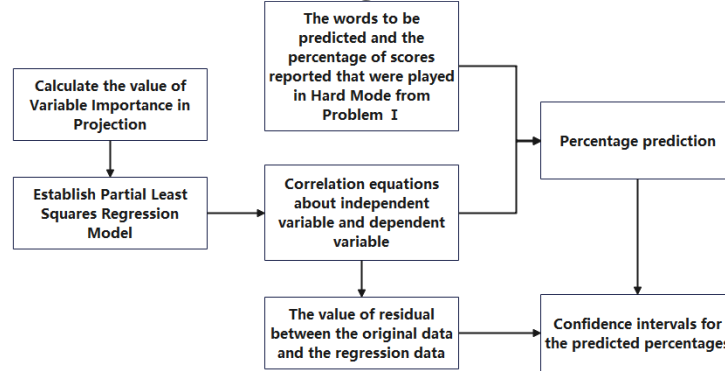 The words to be
predicted and the
percentage of scores
reported that were played
in Hard Mode from
Problem I
Calculate the value of
Variable Importance in
Projection
Percentage prediction
Establish Partial Least
Squares Regression
Model
Correlation equations
about independent
variable and dependent
variable
The value of residual
between the original data
and the regression data
Confidence intervals for
the predicted percentages